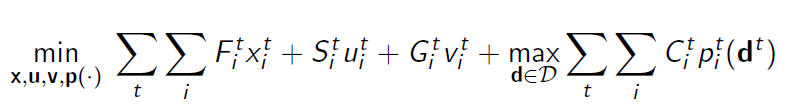 min_{x,u,v,p(·)} ∑_t ∑_i F_i^t x_i^t + S_i^t u_i^t + G_i^t v_i^t + max_{d∈𝒟} ∑_t ∑_i C_i^t p_i^t(d^t)